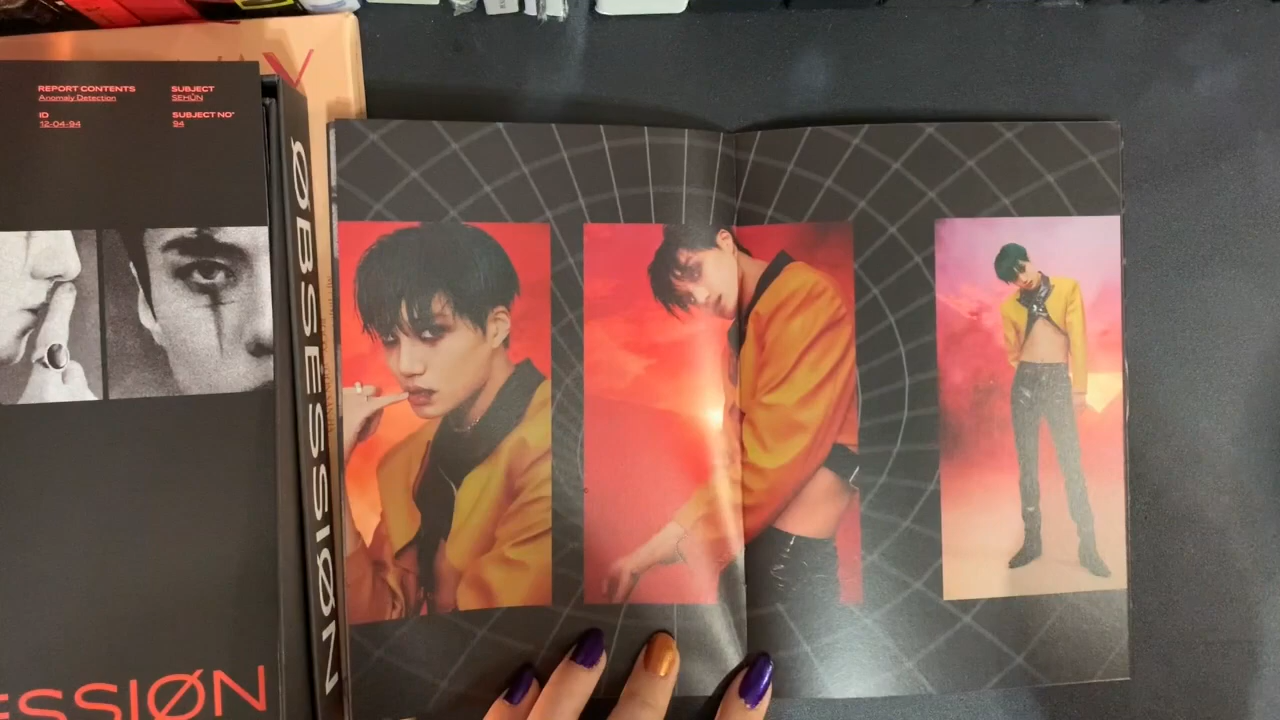 V
REPORT CONTENTS
Anomaly Detection
SUBJECT
SEHUN
ID
12-04-94
SUBJECT NO°
94
ØBSESSIØN
ESSIØN